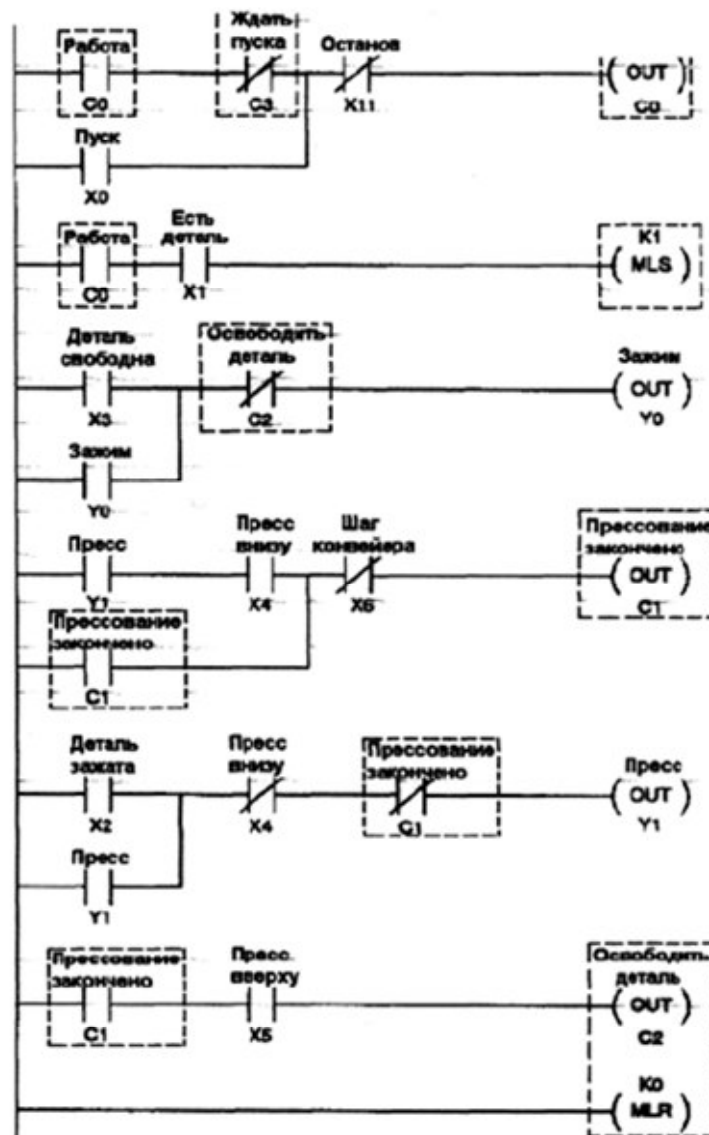 Работа
Ждать
пуска
Останов
OUT
C0
C3
X11
C0
Пуск
X0
Работа
Есть
деталь
K1
MLS
C0
X1
Деталь
свободна
Освободить
деталь
Зажим
OUT
X3
C2
Y0
Зажим
Y0
Пресс
Пресс
внизу
Шаг
конвейера
Прессование
закончено
OUT
Y1
X4
X6
C1
Прессование
закончено
C1
Деталь
зажата
Пресс
внизу
Прессование
закончено
Пресс
OUT
X2
X4
C1
Y1
Пресс
Y1
Прессование
закончено
Пресс
вверху
Освободить
деталь
OUT
C1
X5
C2
K0
MLR